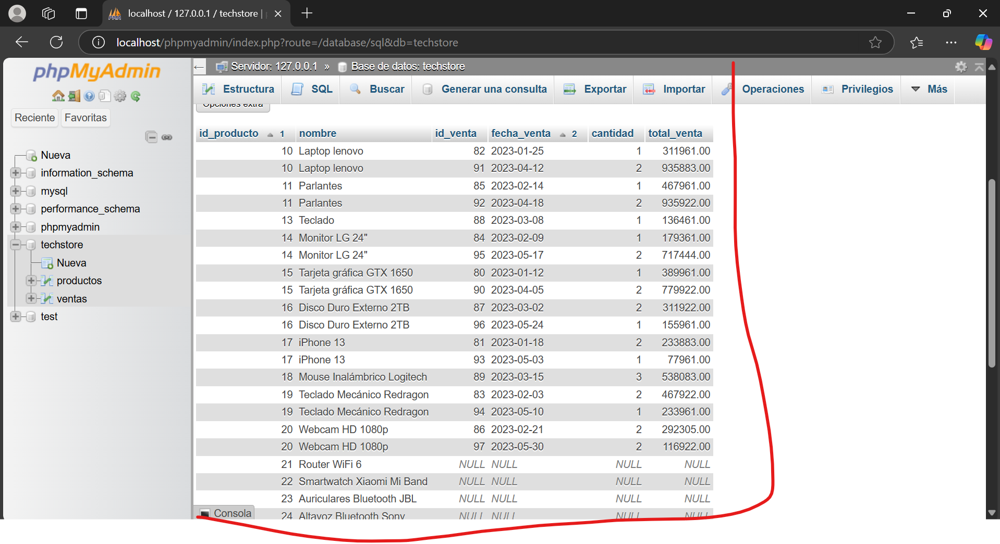 localhost / 127.0.0.1 / techstore |
localhost/phpmyadmin/index.php?route=/database/sql&db=techstore
phpMyAdmin
Reciente Favoritas
Nueva
information_schema
mysql
performance_schema
phpmyadmin
techstore
Nueva
productos
ventas
test
Servidor: 127.0.0.1 » Base de datos: techstore
Estructura SQL Buscar Generar una consulta Exportar Importar Operaciones Privilegios Más
Opciones extra
id_producto 1 nombre id_venta fecha_venta 2 cantidad total_venta
10 Laptop lenovo 82 2023-01-25 1 311961.00
10 Laptop lenovo 91 2023-04-12 2 935883.00
11 Parlantes 85 2023-02-14 1 467961.00
11 Parlantes 92 2023-04-18 2 935922.00
13 Teclado 88 2023-03-08 1 136461.00
14 Monitor LG 24" 84 2023-02-09 1 179361.00
14 Monitor LG 24" 95 2023-05-17 2 717444.00
15 Tarjeta gráfica GTX 1650 80 2023-01-12 1 389961.00
15 Tarjeta gráfica GTX 1650 90 2023-04-05 2 779922.00
16 Disco Duro Externo 2TB 87 2023-03-02 2 311922.00
16 Disco Duro Externo 2TB 96 2023-05-24 1 155961.00
17 iPhone 13 81 2023-01-18 2 233883.00
17 iPhone 13 93 2023-05-03 1 77961.00
18 Mouse Inalámbrico Logitech 89 2023-03-15 3 538083.00
19 Teclado Mecánico Redragon 83 2023-02-03 2 467922.00
19 Teclado Mecánico Redragon 94 2023-05-10 1 233961.00
20 Webcam HD 1080p 86 2023-02-21 2 292305.00
20 Webcam HD 1080p 97 2023-05-30 2 116922.00
21 Router WiFi 6 NULL NULL NULL NULL
22 Smartwatch Xiaomi Mi Band NULL NULL NULL NULL
23 Auriculares Bluetooth JBL NULL NULL NULL NULL
24 Altavoz Bluetooth Sony NULL NULL NULL NULL
Consola